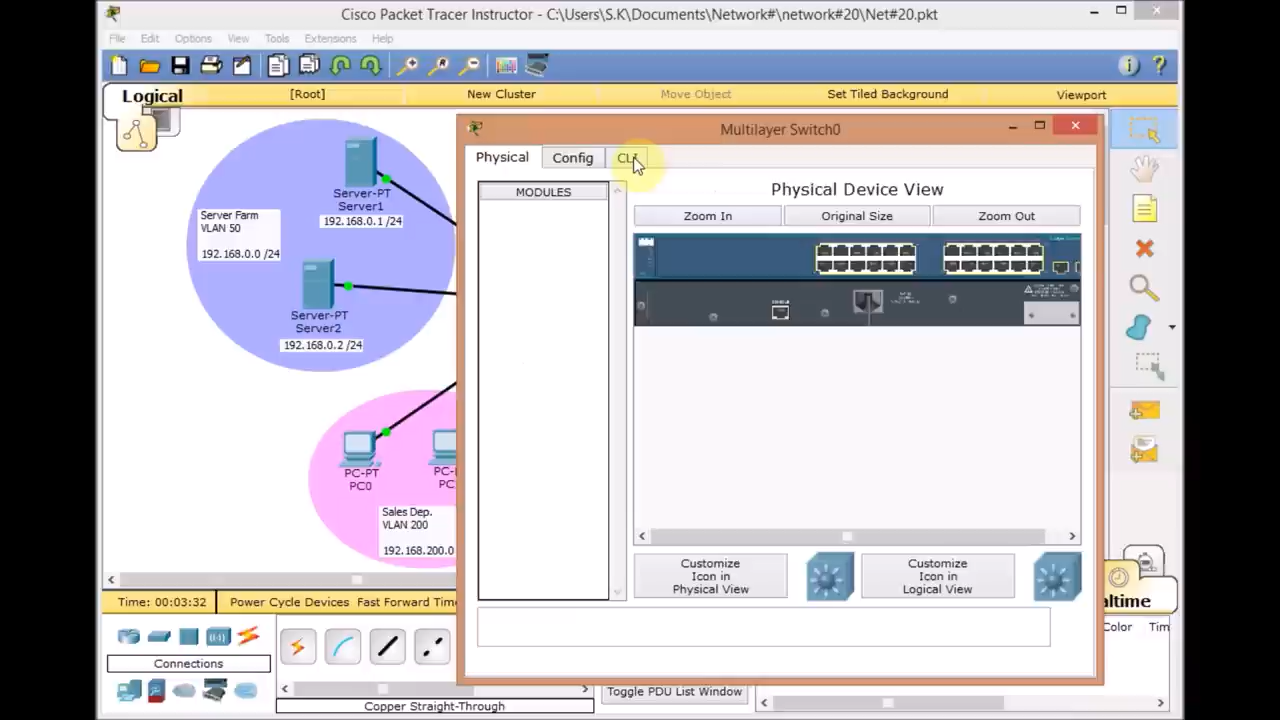 Cisco Packet Tracer Instructor - C:\Users\S.K\Documents\Network#\network#20\Net#20.pkt
File Edit Options View Tools Extensions Help
Logical [Root] New Cluster Move Object Set Tiled Background Viewport
Multilayer Switch0
Physical Config CLI
MODULES
Physical Device View
Zoom In Original Size Zoom Out
Server-PT
Server1
192.168.0.1 /24
Server Farm
VLAN 50
192.168.0.0 /24
Server-PT
Server2
192.168.0.2 /24
PC-PT
PC0
PC-
PC
Sales Dep.
VLAN 200
192.168.200.0
Customize
Icon in
Physical View
Customize
Icon in
Logical View
Time: 00:03:32 Power Cycle Devices Fast Forward Time
altime
Connections
Copper Straight-Through
Toggle PDU List Window
Color Tim